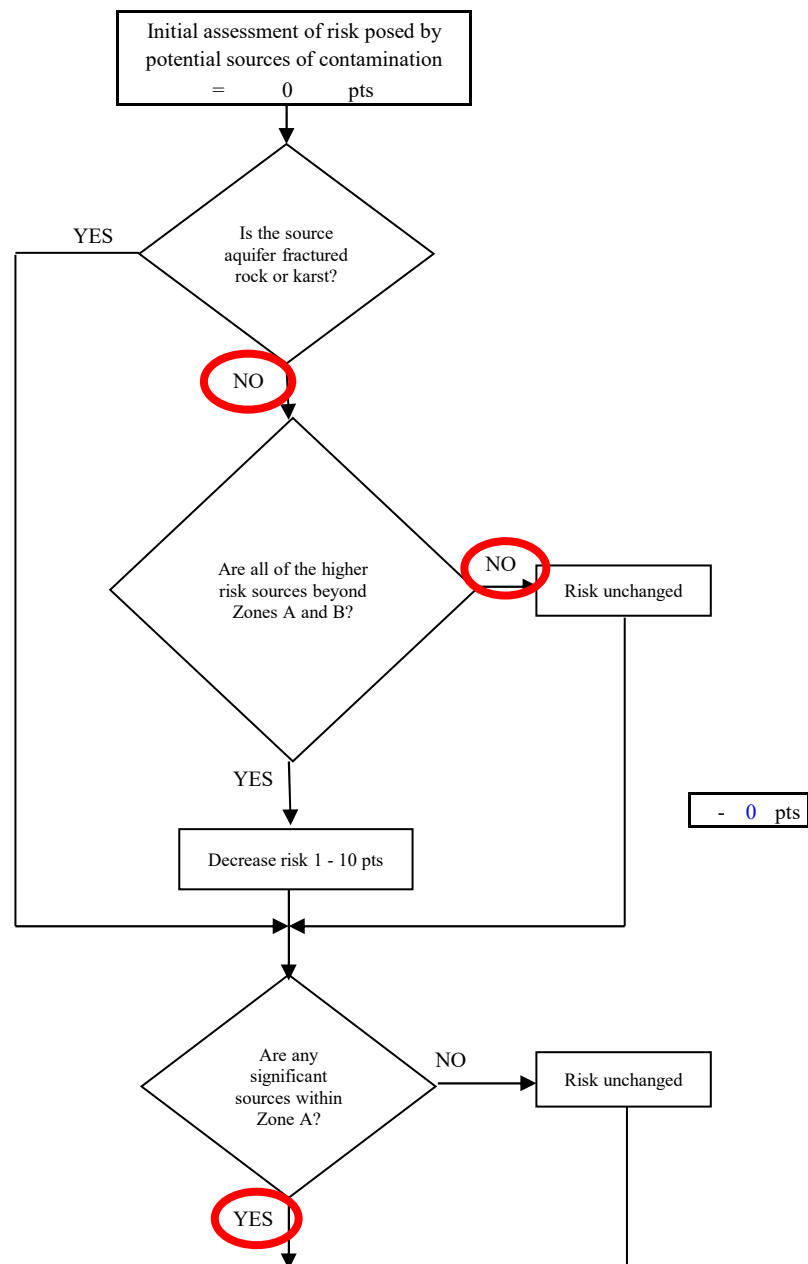 Initial assessment of risk posed by
potential sources of contamination
= 0 pts
YES
Is the source
aquifer fractured
rock or karst?
NO
Are all of the higher
risk sources beyond
Zones A and B?
NO
Risk unchanged
YES
- 0 pts
Decrease risk 1 - 10 pts
Are any
significant
sources within
Zone A?
NO
Risk unchanged
YES